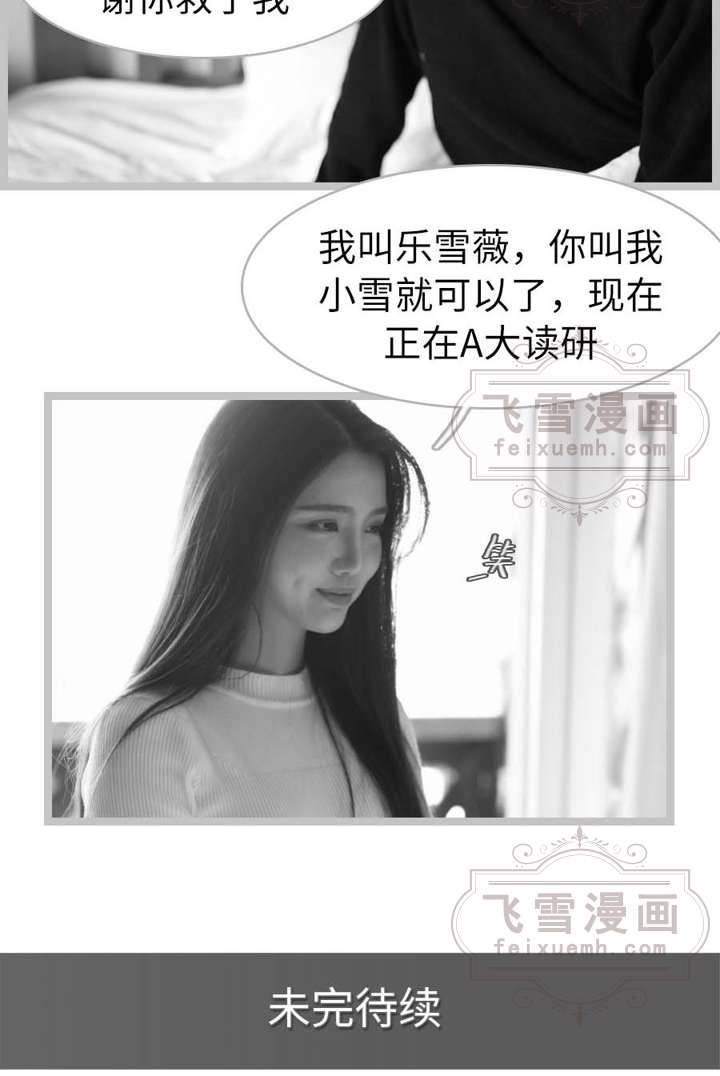 谢你救了我
我叫乐雪薇，你叫我
小雪就可以了，现在
正在A大读研
飞雪漫画
feixuemh.com
笑
飞雪漫画
feixuemh.com
未完待续